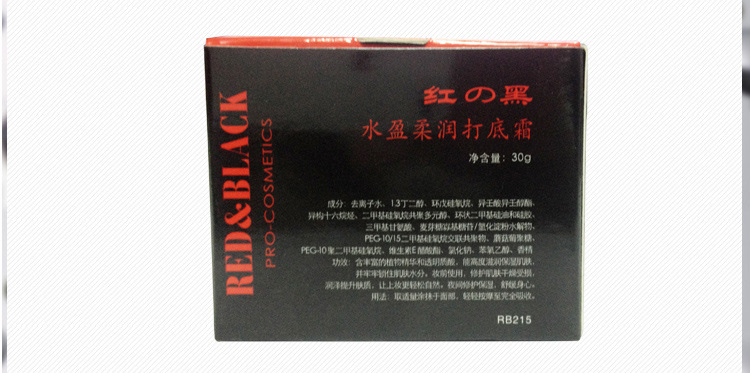 RED&BLACK
PRO-COSMETICS
红の黑
水盈柔润打底霜
净含量：30g
成分：去离子水、1.3丁二醇、环戊硅氧烷、异壬酸异壬醇酯、
异构十六烷烃、二甲基硅氧烷共聚多元醇、环状二甲基硅油和硅胶、
三甲基甘氨酸、麦芽糖寡基糖苷/氢化淀粉水解物、
PEG-10/15二甲基硅氧烷交联共聚物、蘑菇葡聚糖、
PEG-10聚二甲基硅氧烷、维生素E醋酸酯、氯化钠、苯氧乙醇、香精
功效：含丰富的植物精华和透明质酸，能高度滋润保湿肌肤，
并牢牢锁住肌肤水分。妆前使用，修护肌肤干燥受损，
润泽提升肤质，让上妆更轻松自然。夜间修护保湿，舒缓身心。
用法：取适量涂抹于面部，轻轻按摩至完全吸收。
RB215